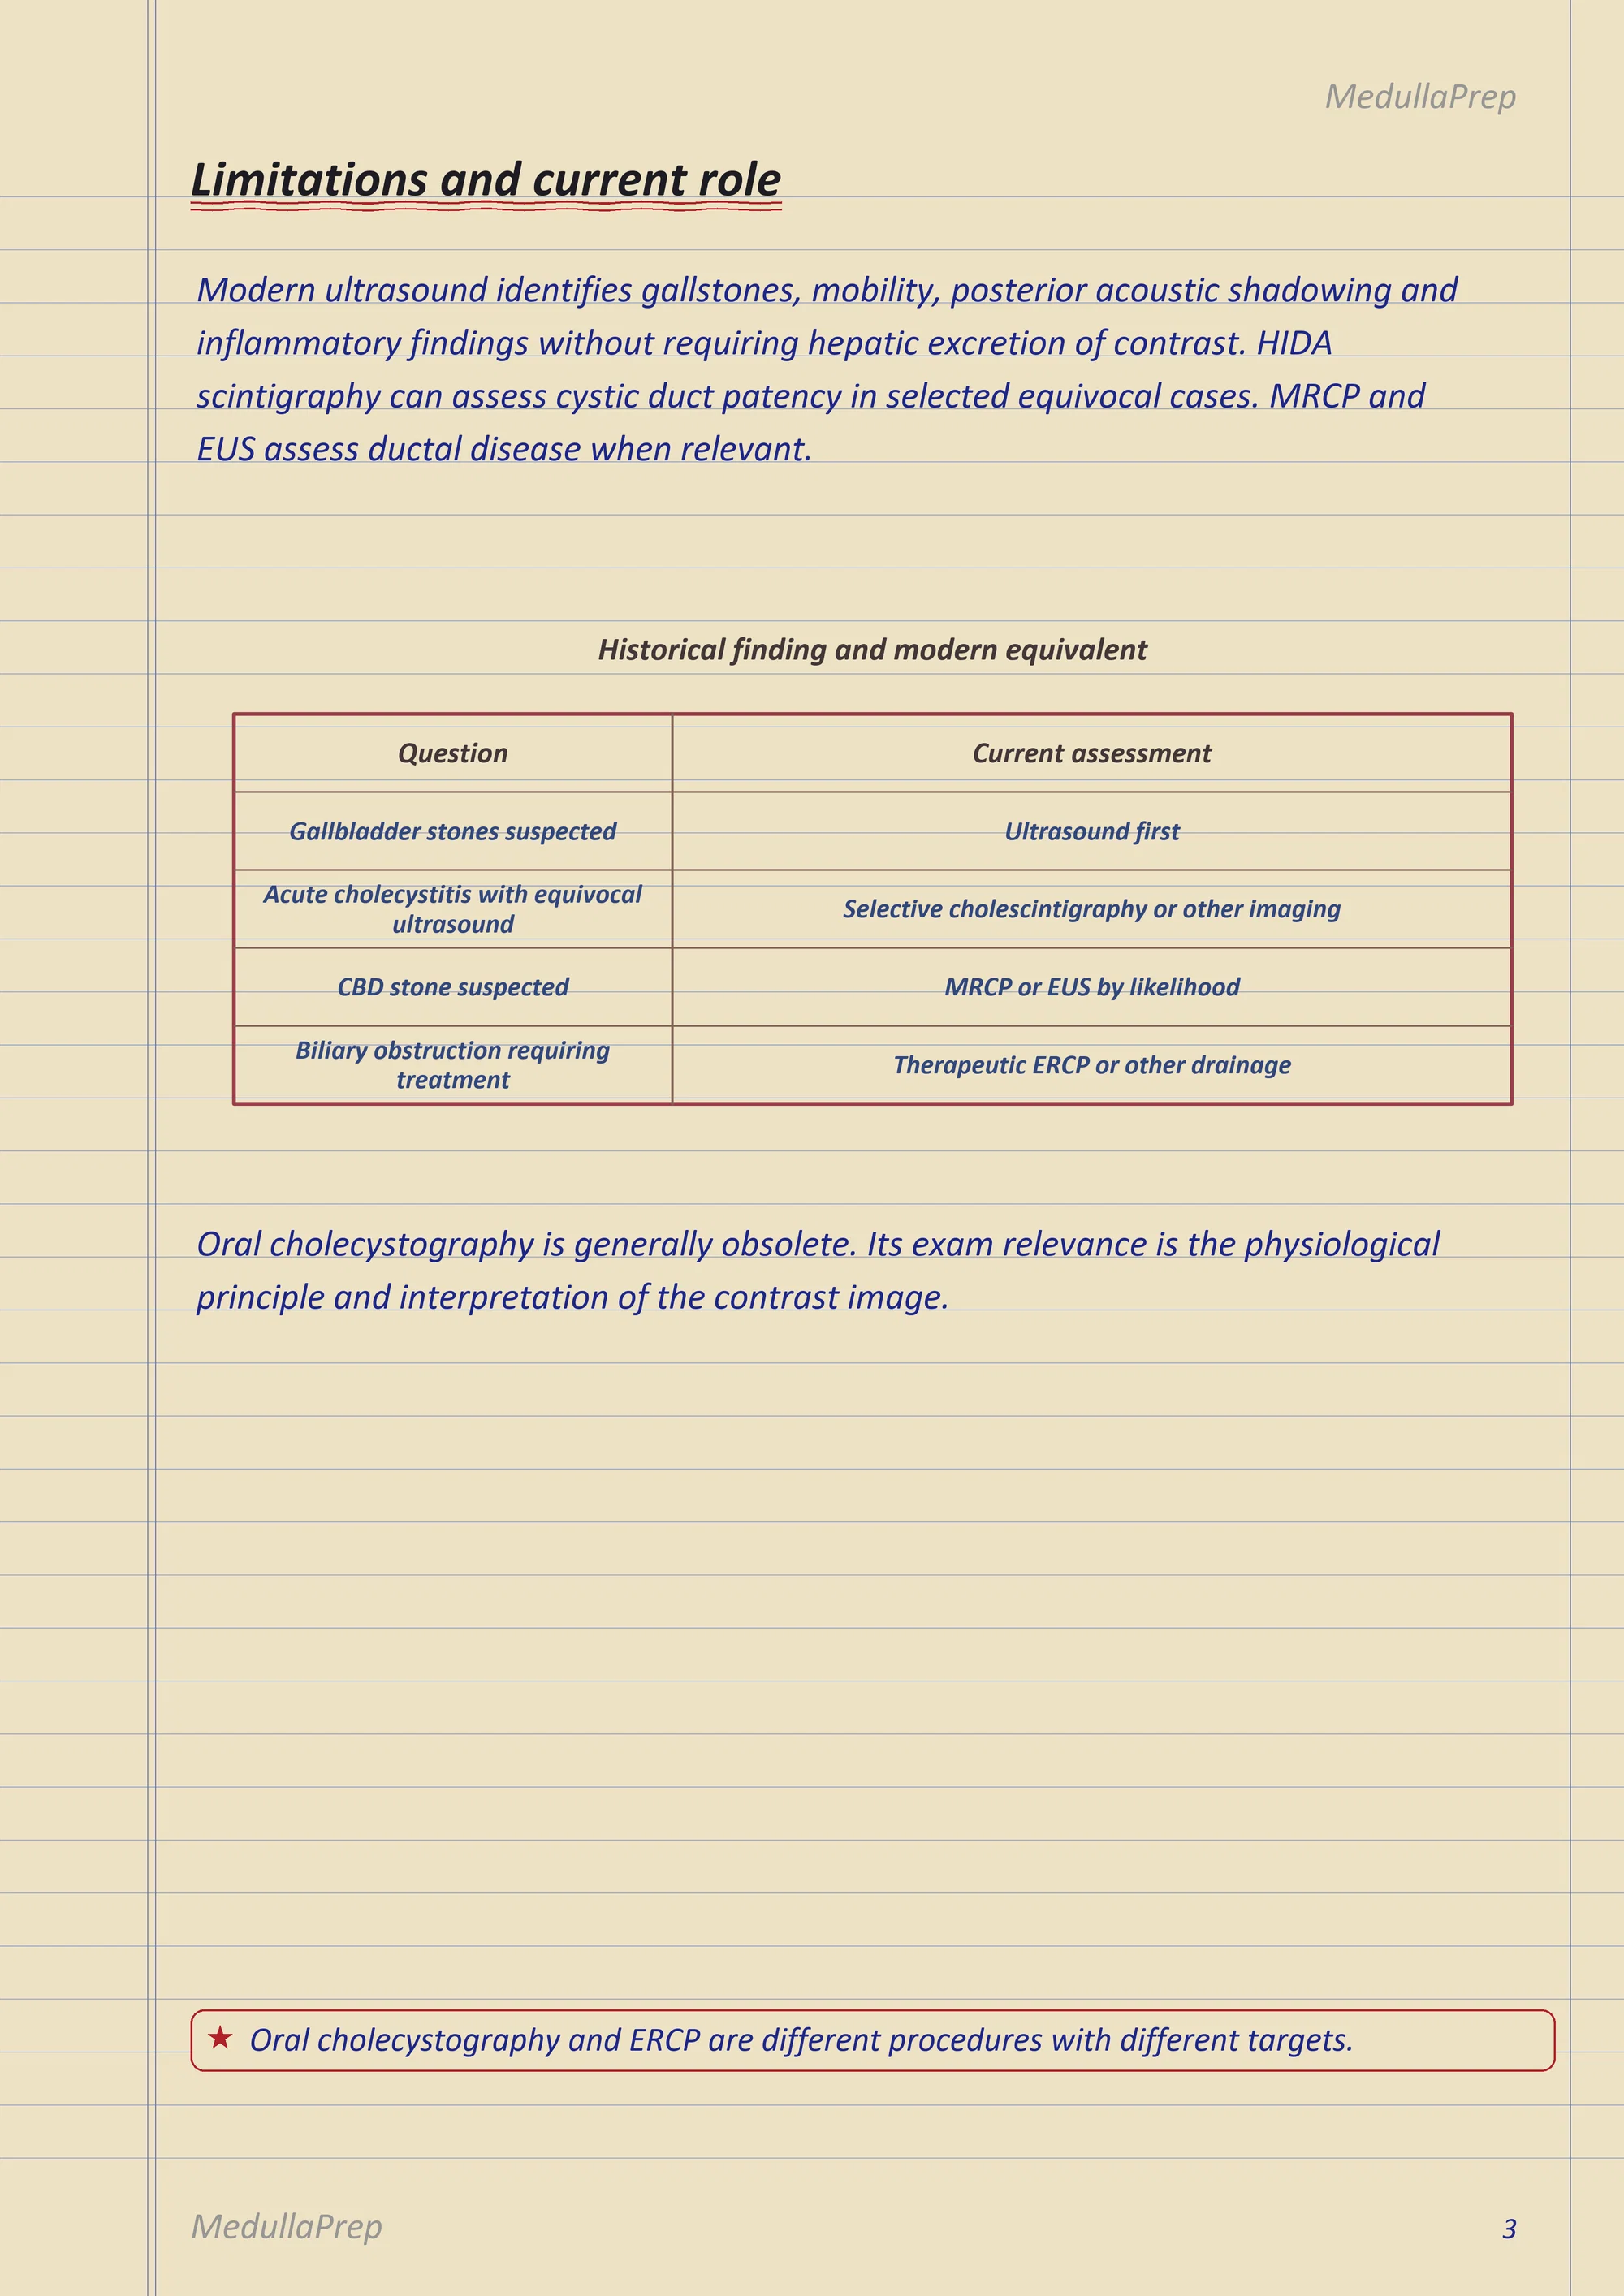 MedullaPrep
Limitations and current role
Modern ultrasound identifies gallstones, mobility, posterior acoustic shadowing and
inflammatory findings without requiring hepatic excretion of contrast. HIDA
scintigraphy can assess cystic duct patency in selected equivocal cases. MRCP and
EUS assess ductal disease when relevant.
Historical finding and modern equivalent
Question
Current assessment
Gallbladder stones suspected
Ultrasound first
Acute cholecystitis with equivocal
ultrasound
Selective cholescintigraphy or other imaging
CBD stone suspected
MRCP or EUS by likelihood
Biliary obstruction requiring
treatment
Therapeutic ERCP or other drainage
Oral cholecystography is generally obsolete. Its exam relevance is the physiological
principle and interpretation of the contrast image.
★ Oral cholecystography and ERCP are different procedures with different targets.
MedullaPrep
3